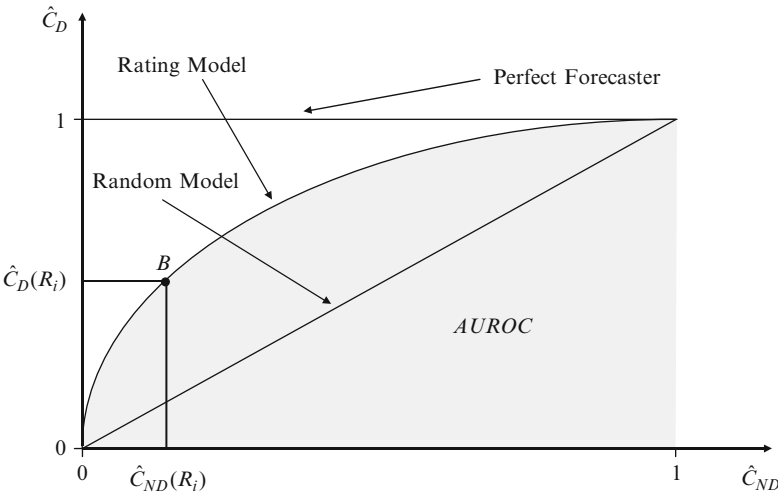 Ĉ_D
Rating Model
Perfect Forecaster
1
Random Model
B
Ĉ_D(R_i)
AUROC
0
0
Ĉ_ND(R_i)
1
Ĉ_ND